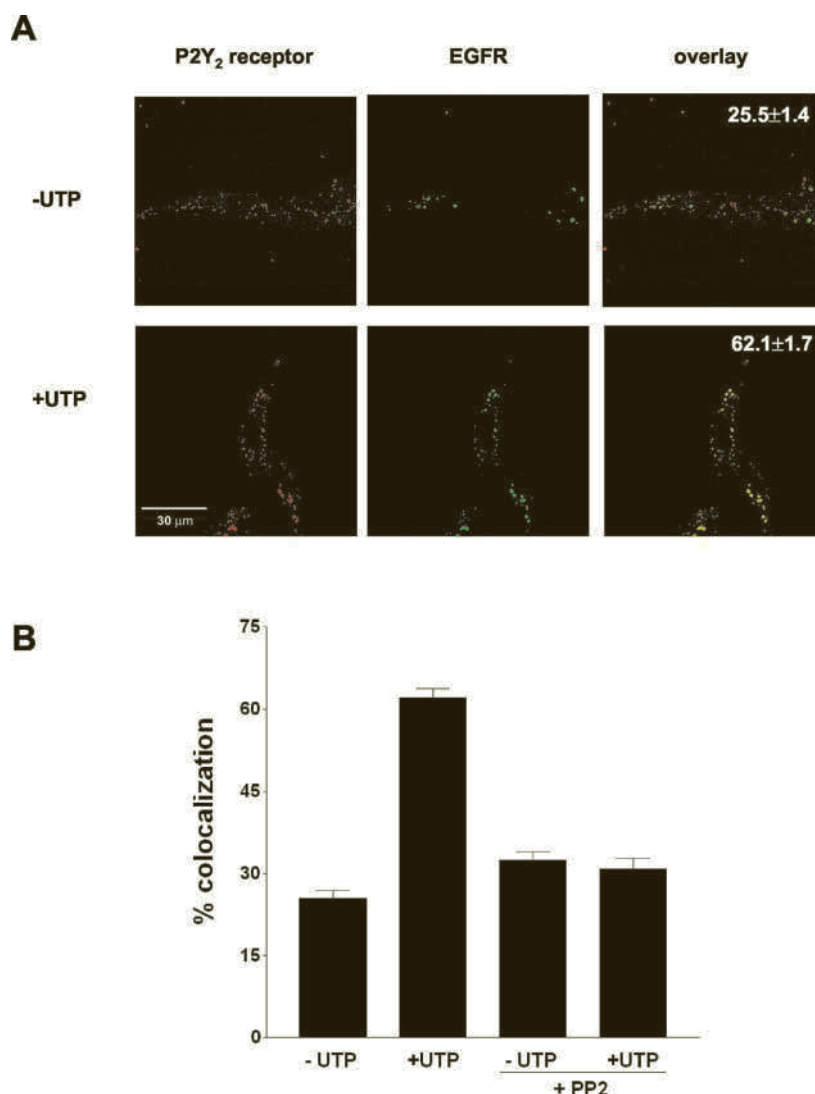 A
P2Y₂ receptor EGFR overlay
-UTP
25.5±1.4
+UTP
62.1±1.7
30 µm
B
% colocalization
75
60
45
30
15
0
- UTP +UTP - UTP +UTP
+ PP2